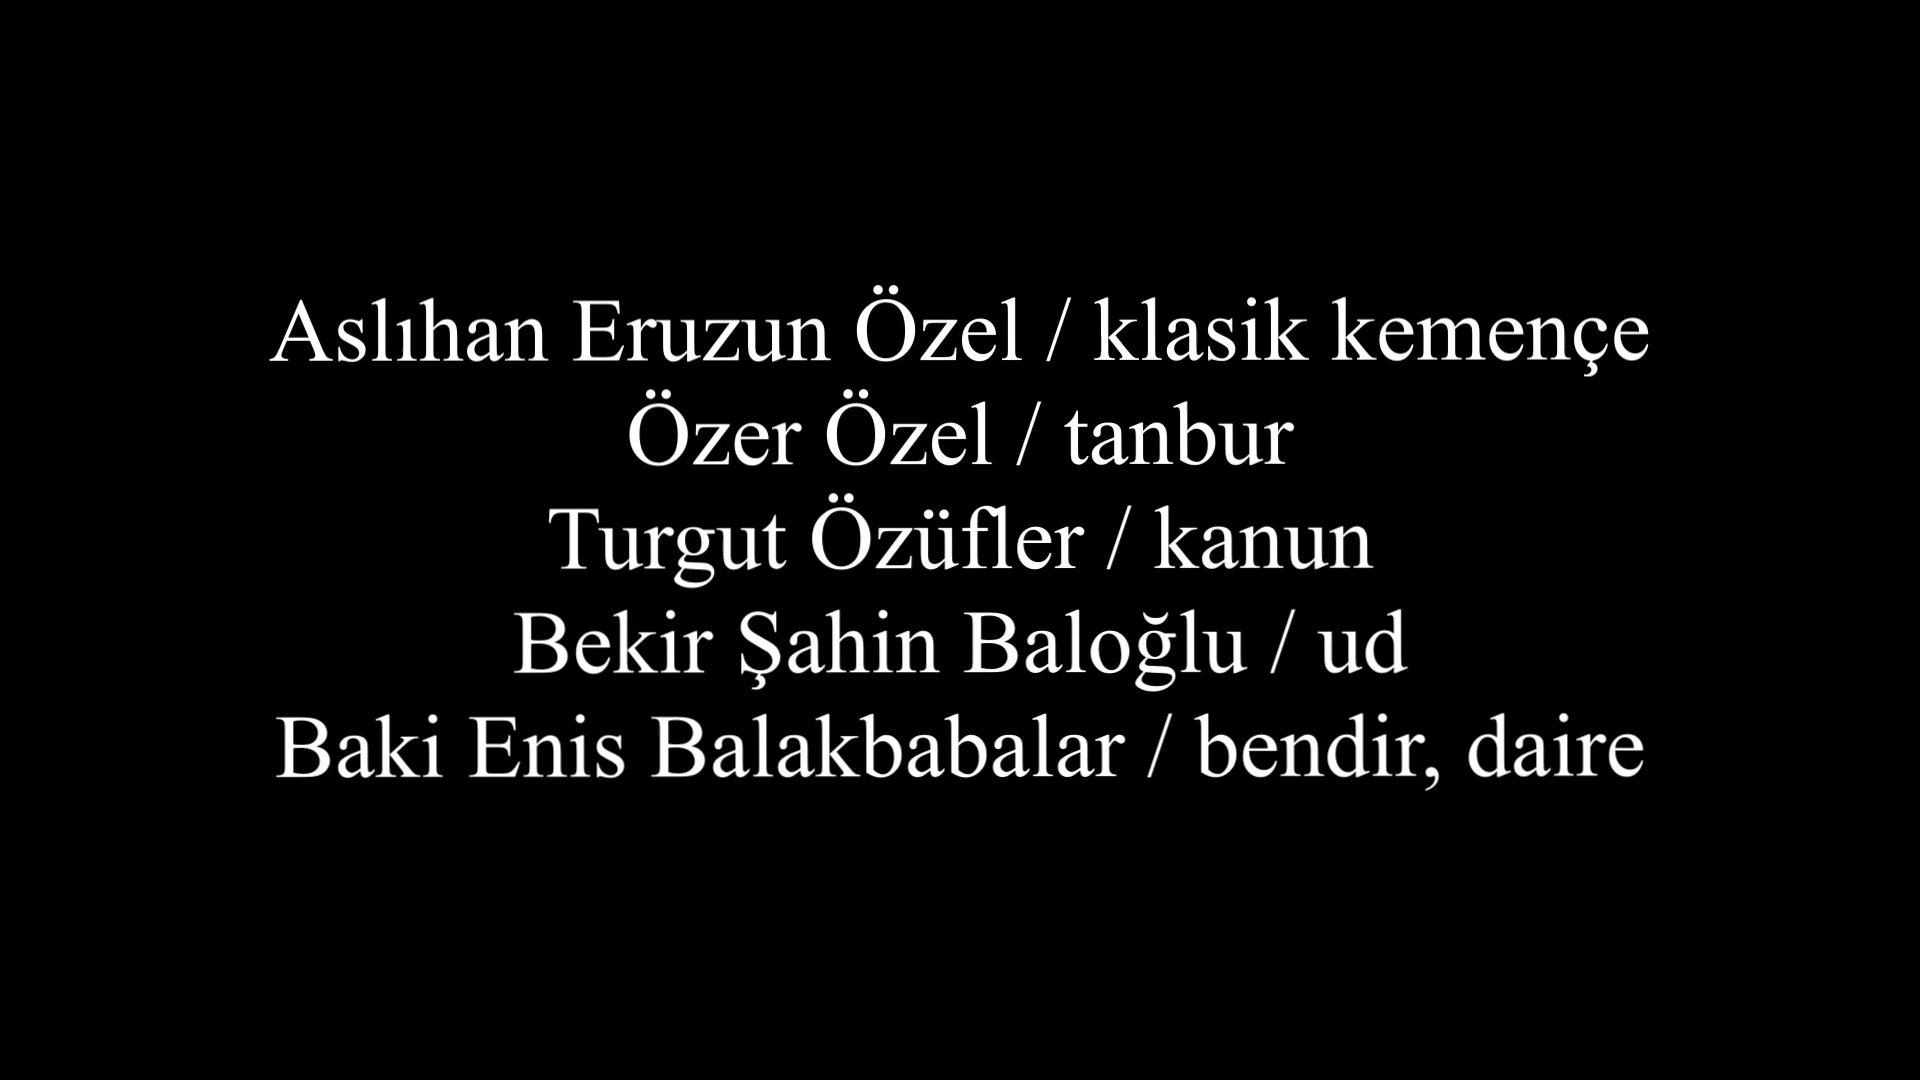 Aslıhan Eruzun Özel / klasik kemençe
Özer Özel / tanbur
Turgut Özüfler / kanun
Bekir Şahin Baloğlu / ud
Baki Enis Balakbabalar / bendir, daire